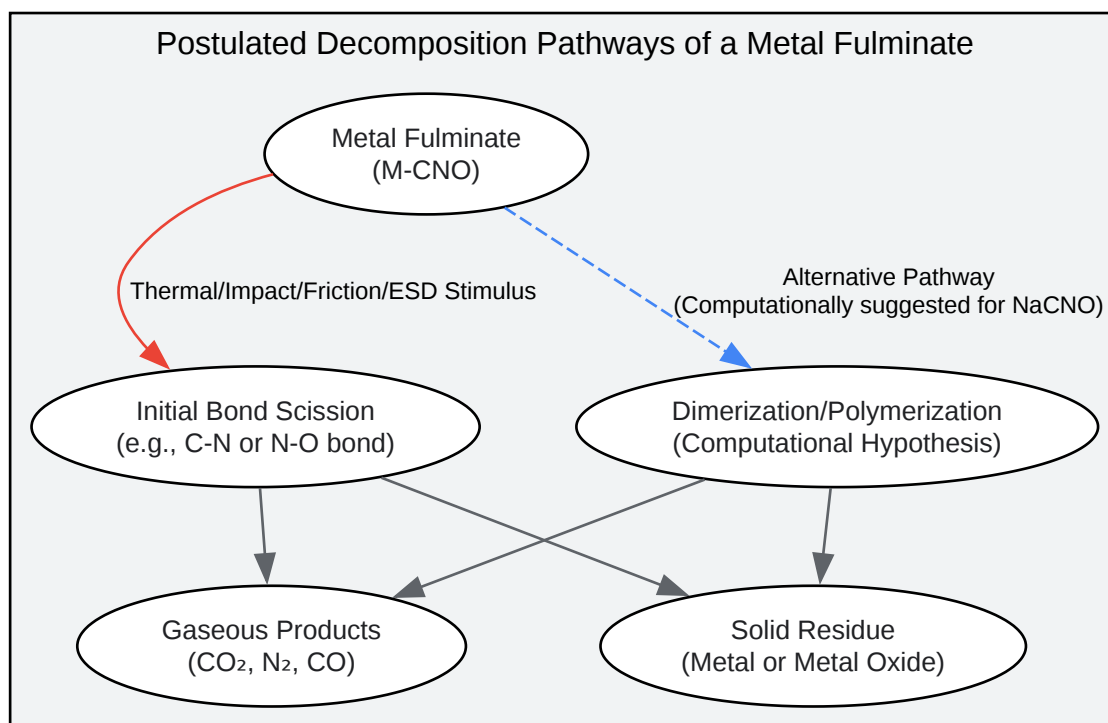 Postulated Decomposition Pathways of a Metal Fulminate
Metal Fulminate
(M-CNO)
Thermal/Impact/Friction/ESD Stimulus
Alternative Pathway
(Computationally suggested for NaCNO)
Initial Bond Scission
(e.g., C-N or N-O bond)
Dimerization/Polymerization
(Computational Hypothesis)
Gaseous Products
(CO₂, N₂, CO)
Solid Residue
(Metal or Metal Oxide)